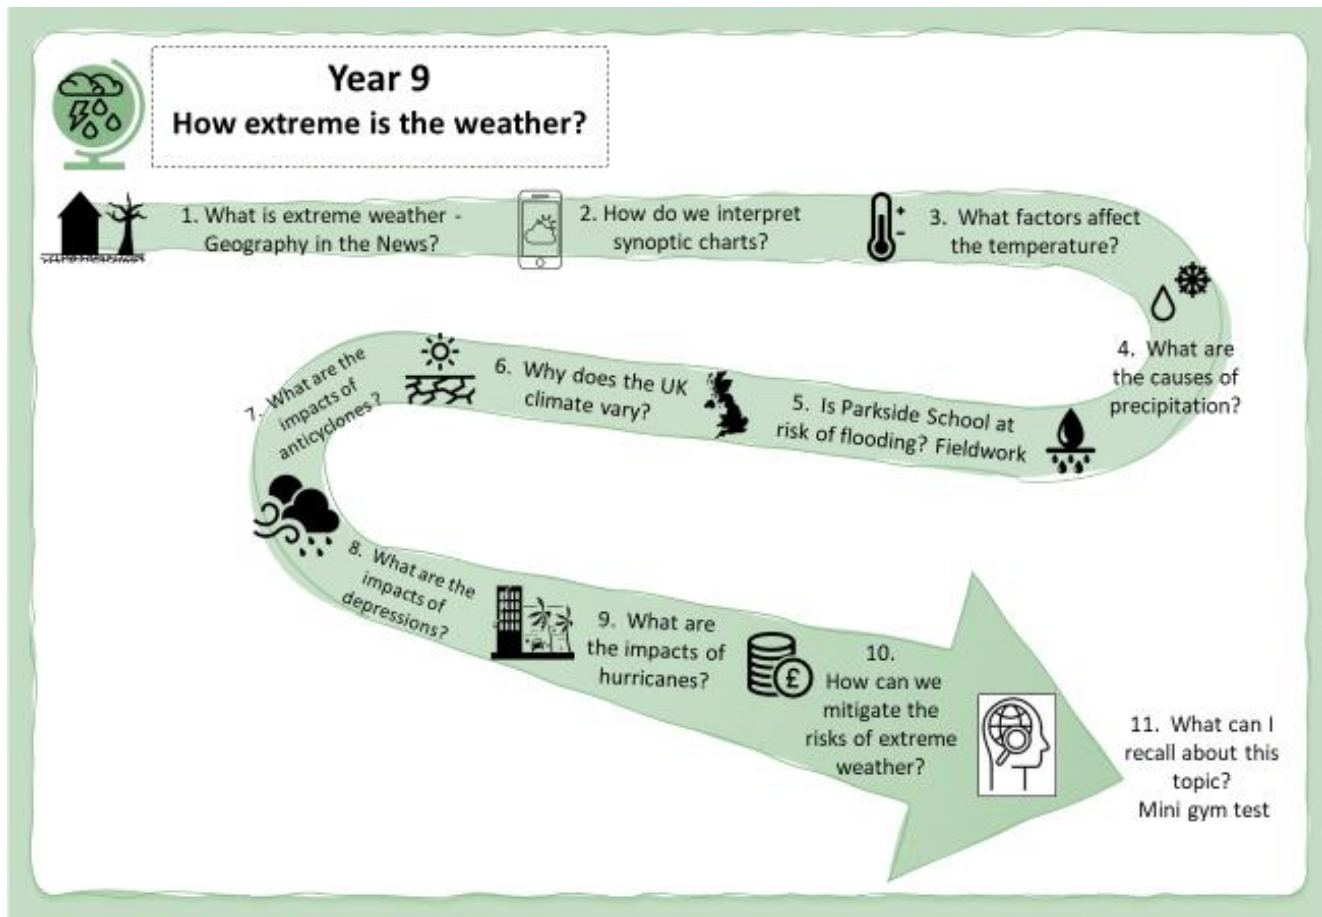 Year 9
How extreme is the weather?
1. What is extreme weather -
Geography in the News?
2. How do we interpret
synoptic charts?
3. What factors affect
the temperature?
4. What are
the causes of
precipitation?
5. Is Parkside School at
risk of flooding? Fieldwork
6. Why does the UK
climate vary?
7. What are the
impacts of
anticyclones?
8. What are the
impacts of
depressions?
9. What are
the impacts of
hurricanes?
£
10.
How can we
mitigate the
risks of extreme
weather?
11. What can I
recall about this
topic?
Mini gym test